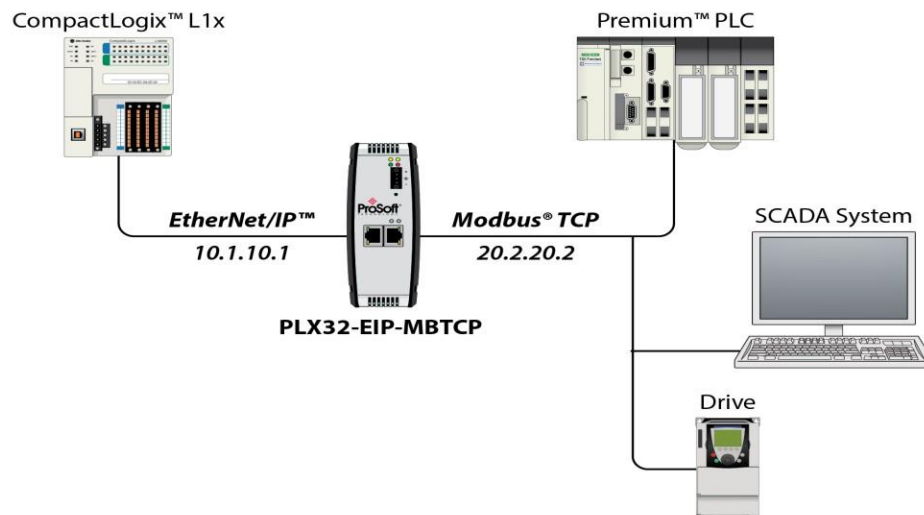 CompactLogix™ L1x
Premium™ PLC
EtherNet/IP™
10.1.10.1
ProSoft
Modbus® TCP
20.2.20.2
SCADA System
PLX32-EIP-MBTCP
Drive